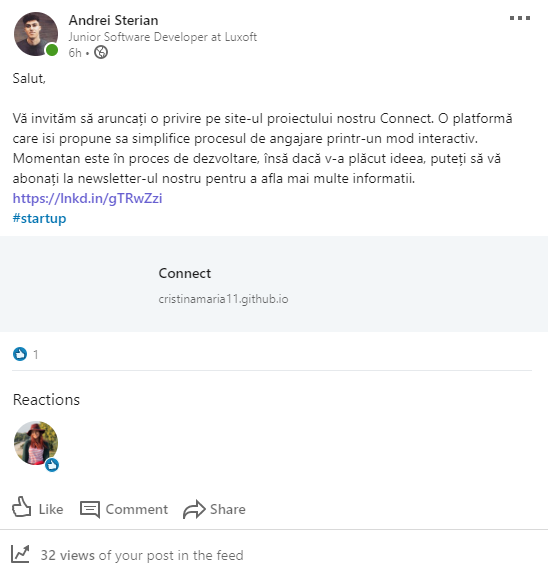 Andrei Sterian
Junior Software Developer at Luxoft
6h •
Salut,
Vă invităm să aruncați o privire pe site-ul proiectului nostru Connect. O platformă
care isi propune sa simplifice procesul de angajare printr-un mod interactiv.
Momentan este în proces de dezvoltare, însă dacă v-a plăcut ideea, puteți să vă
abonați la newsletter-ul nostru pentru a afla mai multe informatii.
https://lnkd.in/gTRwZzi
#startup
Connect
cristinamaria11.github.io
1
Reactions
Like Comment Share
32 views of your post in the feed